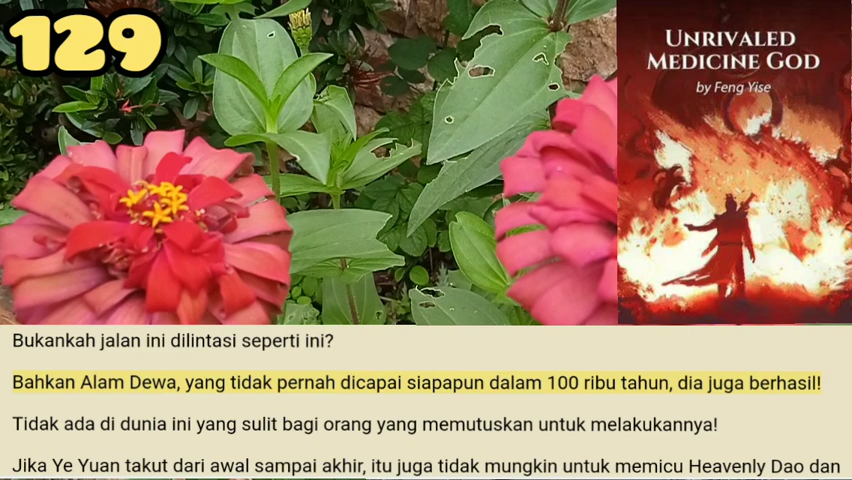 129
UNRIVALED
MEDICINE GOD
by Feng Yise
Bukankah jalan ini dilintasi seperti ini?
Bahkan Alam Dewa, yang tidak pernah dicapai siapapun dalam 100 ribu tahun, dia juga berhasil!
Tidak ada di dunia ini yang sulit bagi orang yang memutuskan untuk melakukannya!
Jika Ye Yuan takut dari awal sampai akhir, itu juga tidak mungkin untuk memicu Heavenly Dao dan